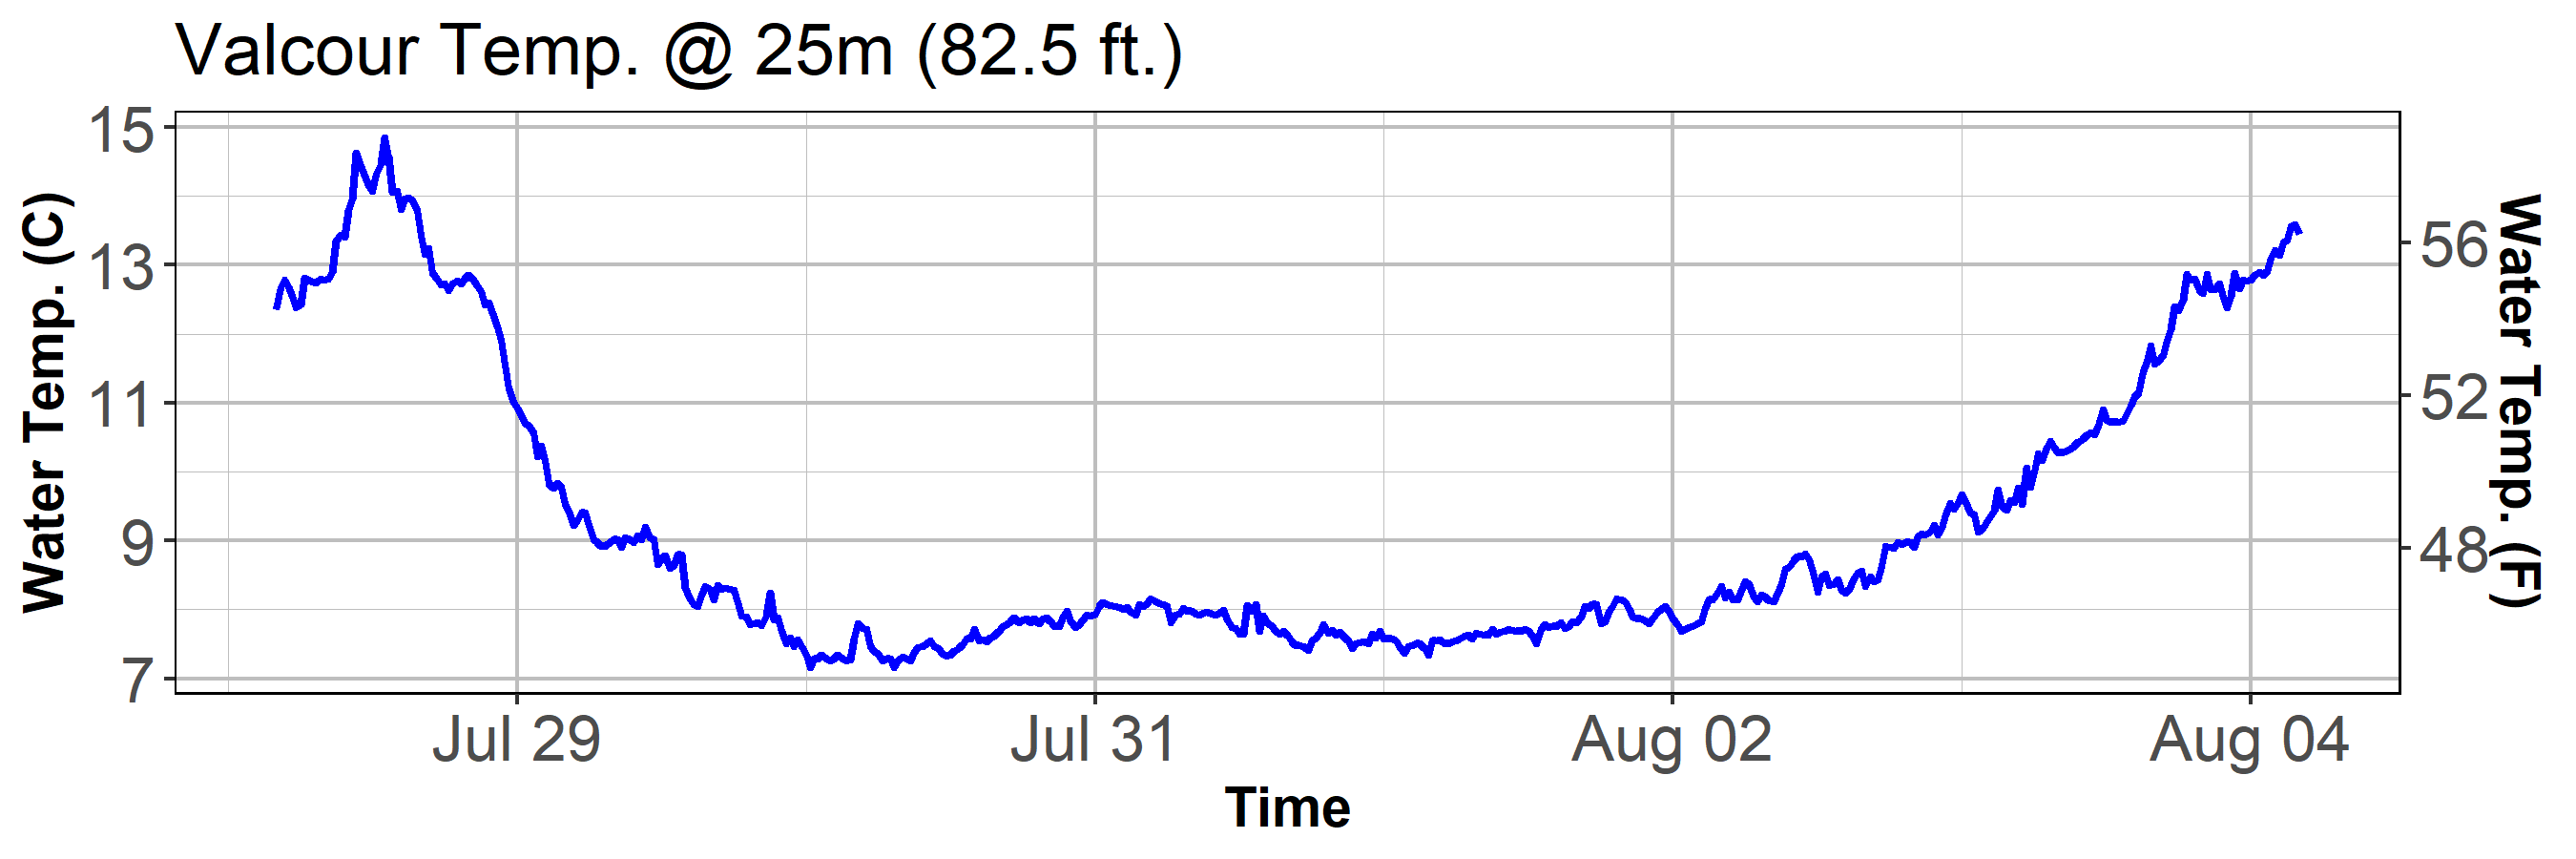 Valcour Temp. @ 25m (82.5 ft.)
Water Temp. (C)
15
13
11
9
7
56
52
48
Water Temp. (F)
Jul 29 Jul 31 Aug 02 Aug 04
Time